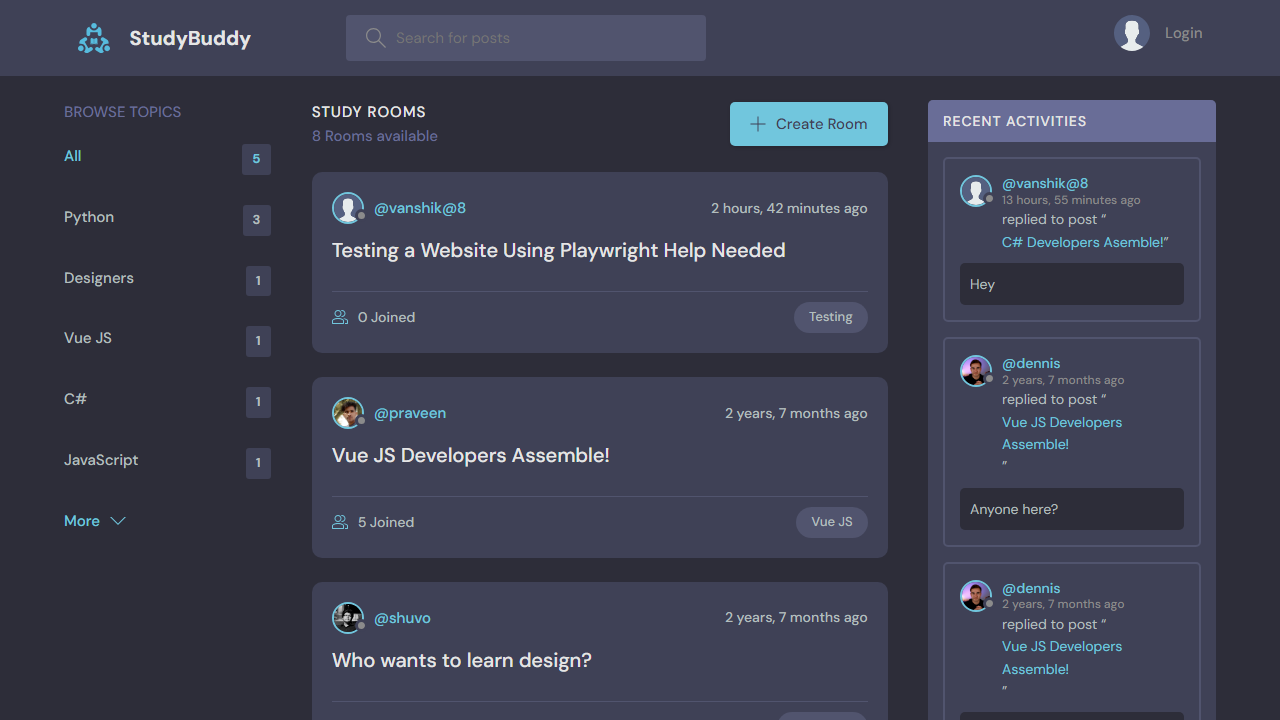 StudyBuddy
Search for posts
Login
BROWSE TOPICS
All 5
Python 3
Designers 1
Vue JS 1
C# 1
JavaScript 1
More
STUDY ROOMS
8 Rooms available
Create Room
@vanshik@8 2 hours, 42 minutes ago
Testing a Website Using Playwright Help Needed
0 Joined Testing
@praveen 2 years, 7 months ago
Vue JS Developers Assemble!
5 Joined Vue JS
@shuvo 2 years, 7 months ago
Who wants to learn design?
RECENT ACTIVITIES
@vanshik@8
13 hours, 55 minutes ago
replied to post “
C# Developers Asemble!”
Hey
@dennis
2 years, 7 months ago
replied to post “
Vue JS Developers
Assemble!
”
Anyone here?
@dennis
2 years, 7 months ago
replied to post “
Vue JS Developers
Assemble!
”